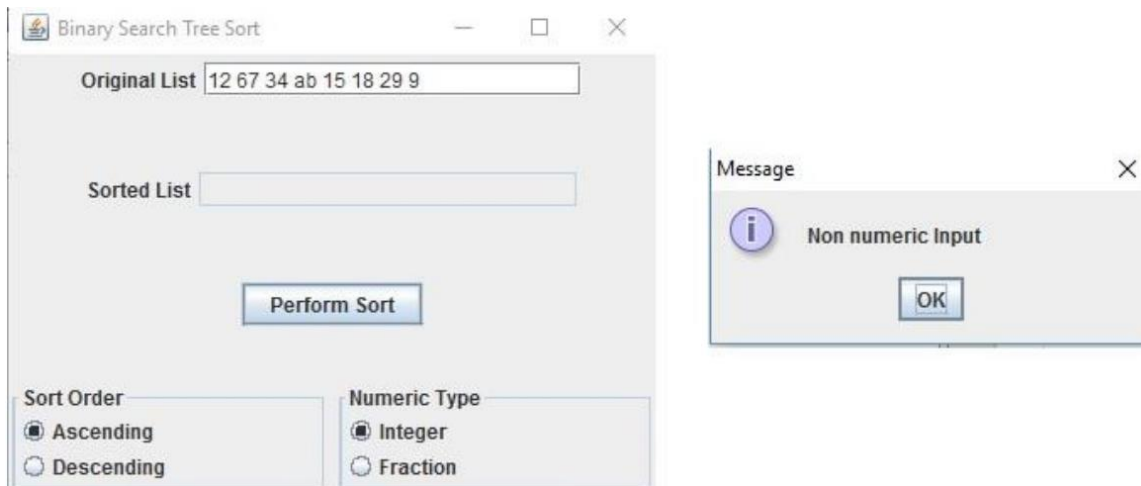 Binary Search Tree Sort
Original List 12 67 34 ab 15 18 29 9
Sorted List
Perform Sort
Sort Order
Ascending
Descending
Numeric Type
Integer
Fraction
Message
Non numeric Input
OK